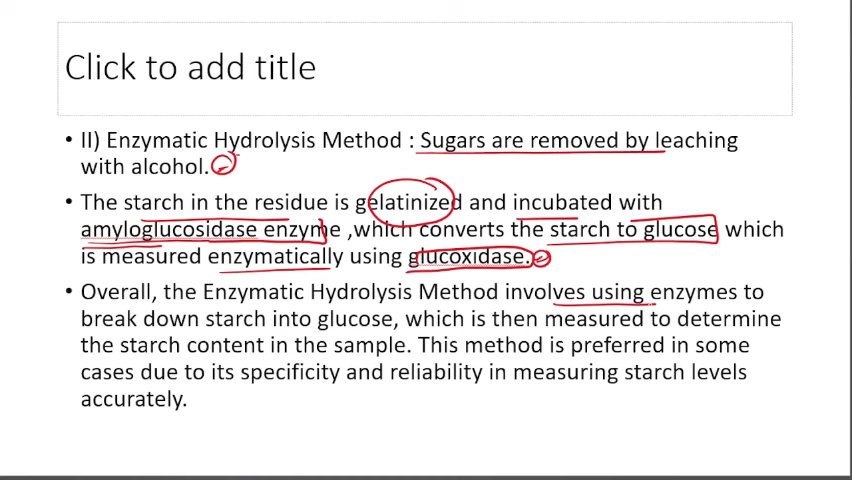 Click to add title
• II) Enzymatic Hydrolysis Method : Sugars are removed by leaching
with alcohol.
• The starch in the residue is gelatinized and incubated with
amyloglucosidase enzyme ,which converts the starch to glucose which
is measured enzymatically using glucoxidase.
• Overall, the Enzymatic Hydrolysis Method involves using enzymes to
break down starch into glucose, which is then measured to determine
the starch content in the sample. This method is preferred in some
cases due to its specificity and reliability in measuring starch levels
accurately.